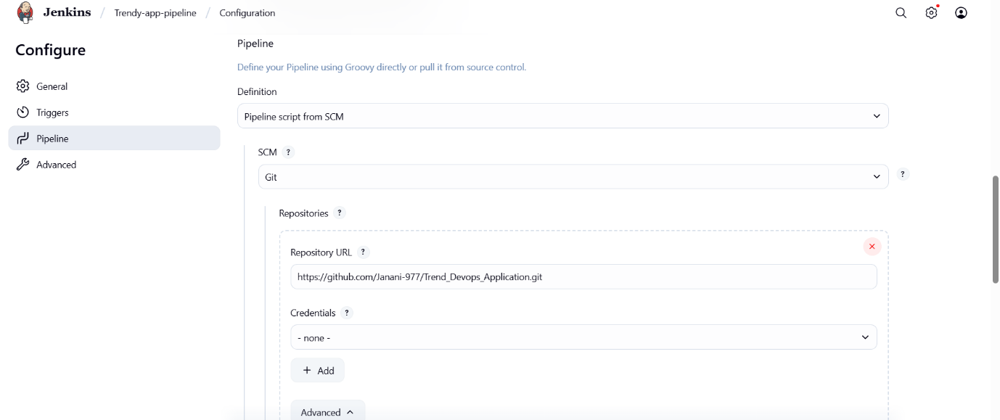 Jenkins / Trendy-app-pipeline / Configuration
Configure
General
Triggers
Pipeline
Advanced
Pipeline
Define your Pipeline using Groovy directly or pull it from source control.
Definition
Pipeline script from SCM
SCM ?
Git
?
Repositories ?
Repository URL ?
https://github.com/Janani-977/Trend_Devops_Application.git
Credentials ?
- none -
+ Add
Advanced